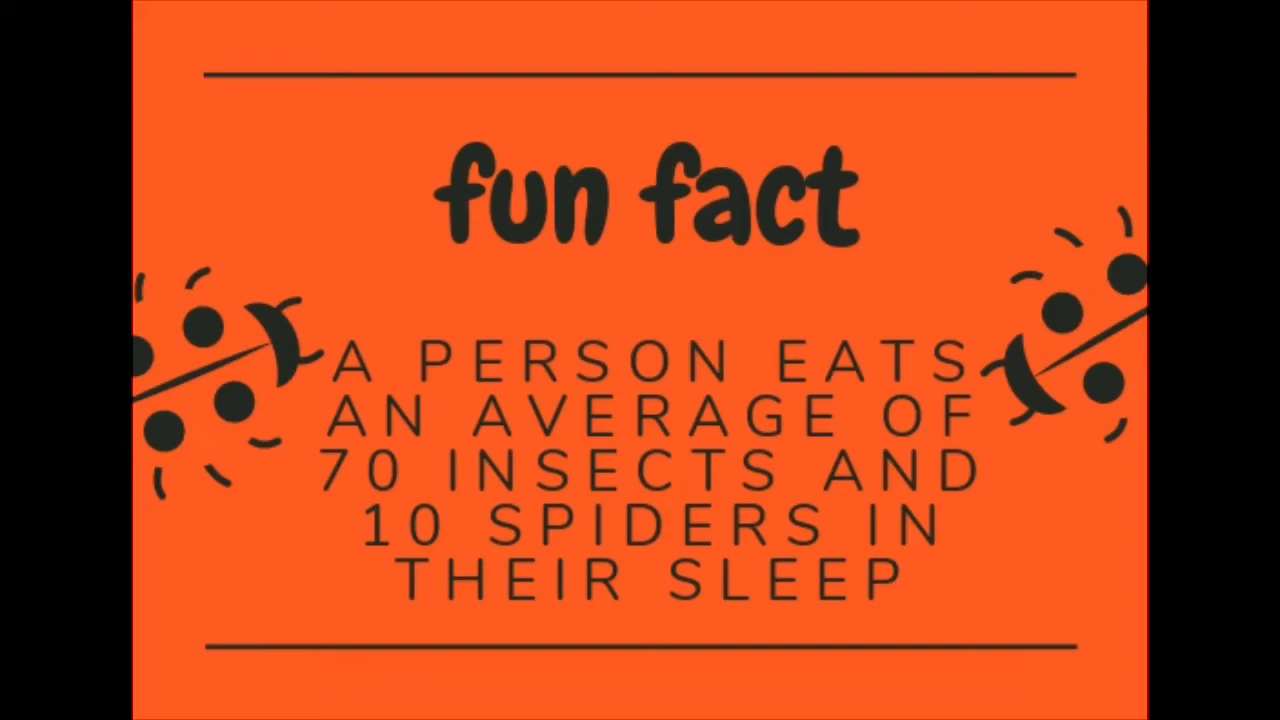 fun fact
A PERSON EATS
AN AVERAGE OF
70 INSECTS AND
10 SPIDERS IN
THEIR SLEEP